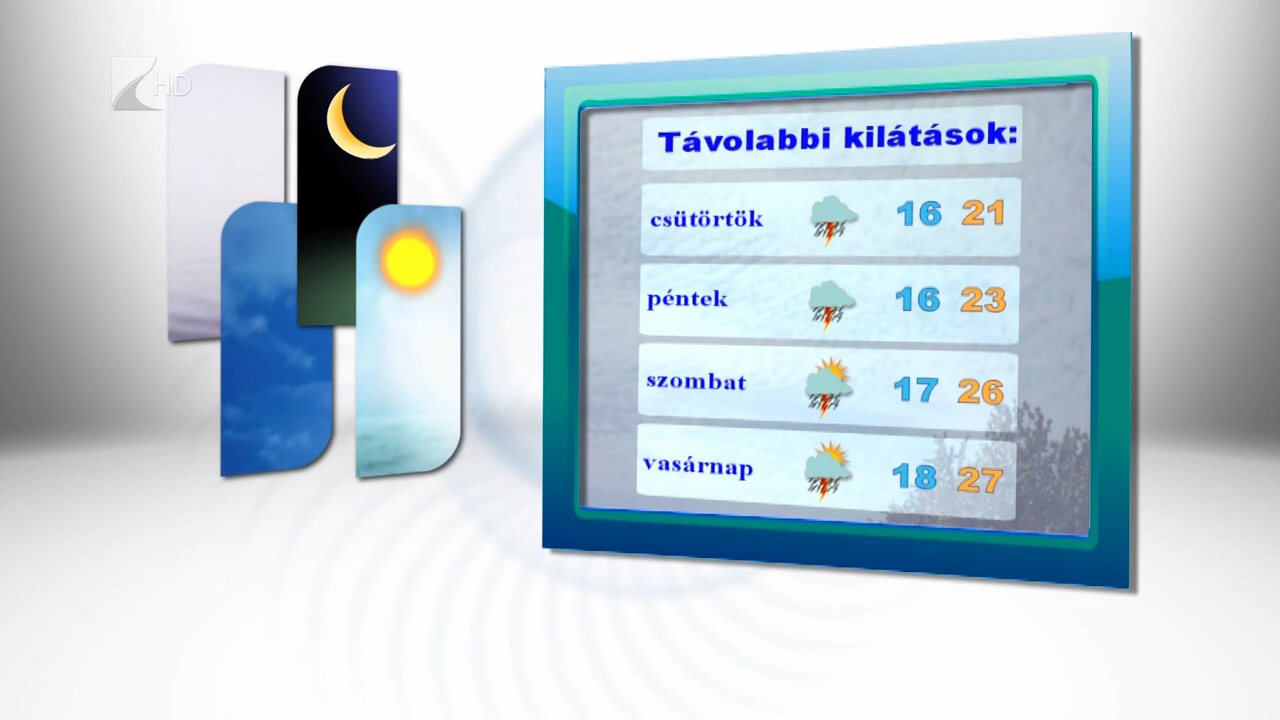 HD
Távolabbi kilátások:
csütörtök 16 21
péntek 16 23
szombat 17 26
vasárnap 18 27